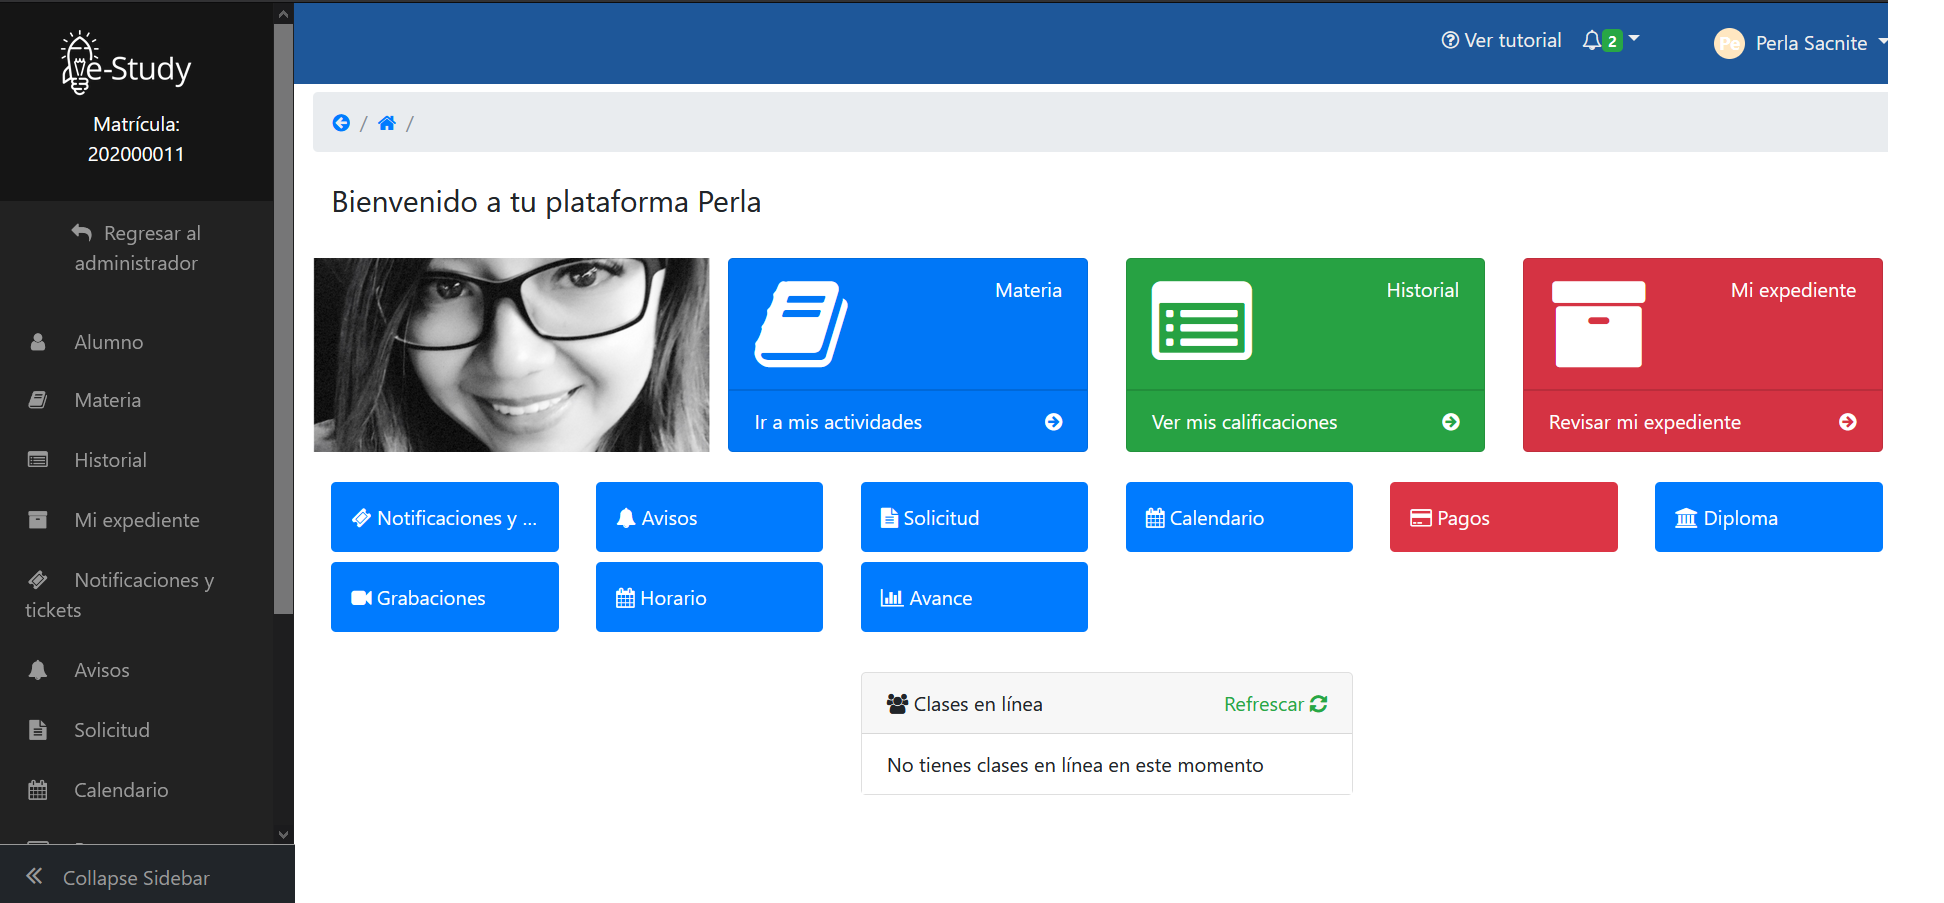 e-Study
Matrícula:
202000011
Regresar al
administrador
Alumno
Materia
Historial
Mi expediente
Notificaciones y
tickets
Avisos
Solicitud
Calendario
Collapse Sidebar
Ver tutorial
2
Pe
Perla Sacnite
/ /
Bienvenido a tu plataforma Perla
Materia
Ir a mis actividades
Historial
Ver mis calificaciones
Mi expediente
Revisar mi expediente
Notificaciones y ...
Avisos
Solicitud
Calendario
Pagos
Diploma
Grabaciones
Horario
Avance
Clases en línea
Refrescar
No tienes clases en línea en este momento